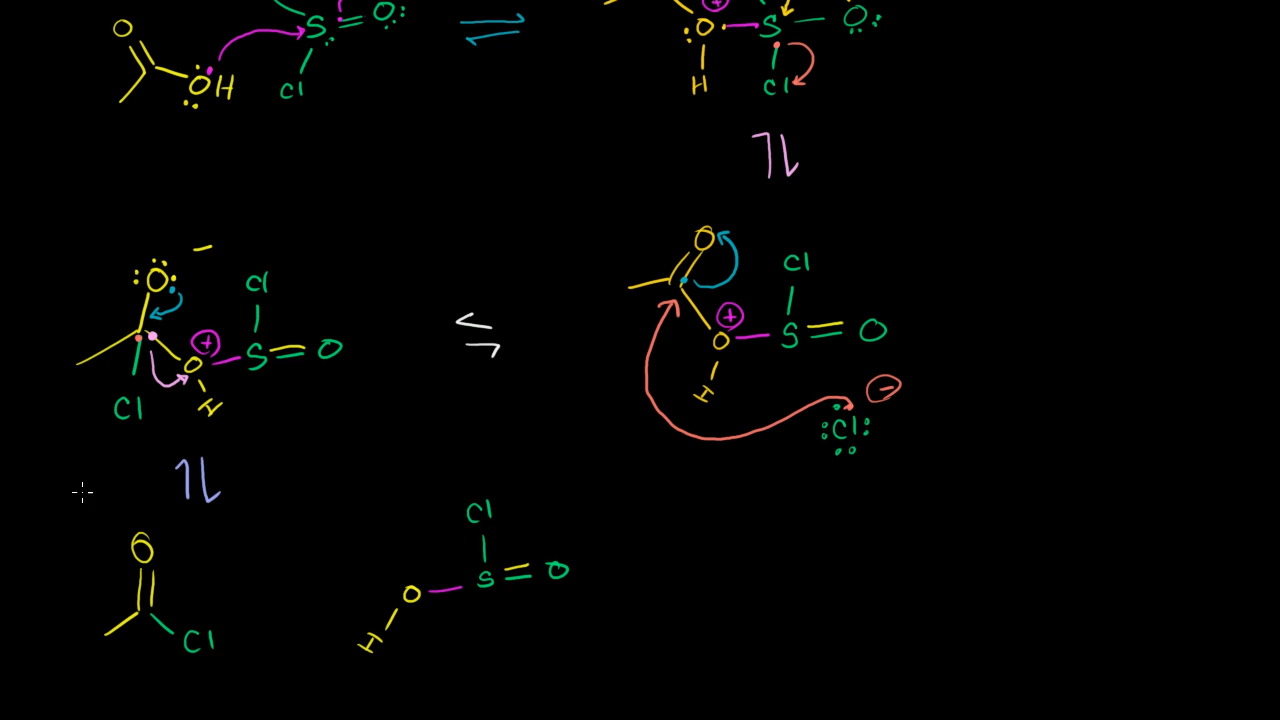 O S O O S O
OH Cl H Cl
O Cl O Cl
O + S O O + S O
Cl H H Cl −
O Cl
O S O
Cl H